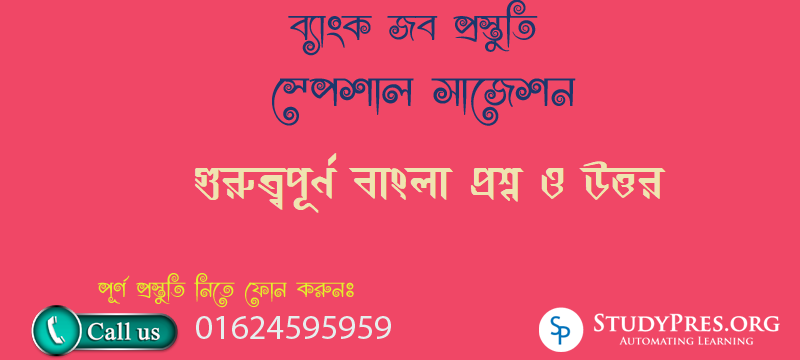 ব্যাংক জব প্রস্তুতি
স্পেশাল সাজেশন
গুরুত্বপূর্ণ বাংলা প্রশ্ন ও উত্তর
পূর্ণ প্রস্তুতি নিতে ফোন করুনঃ
Call us 01624595959
SP STUDYPRES.ORG
AUTOMATING LEARNING